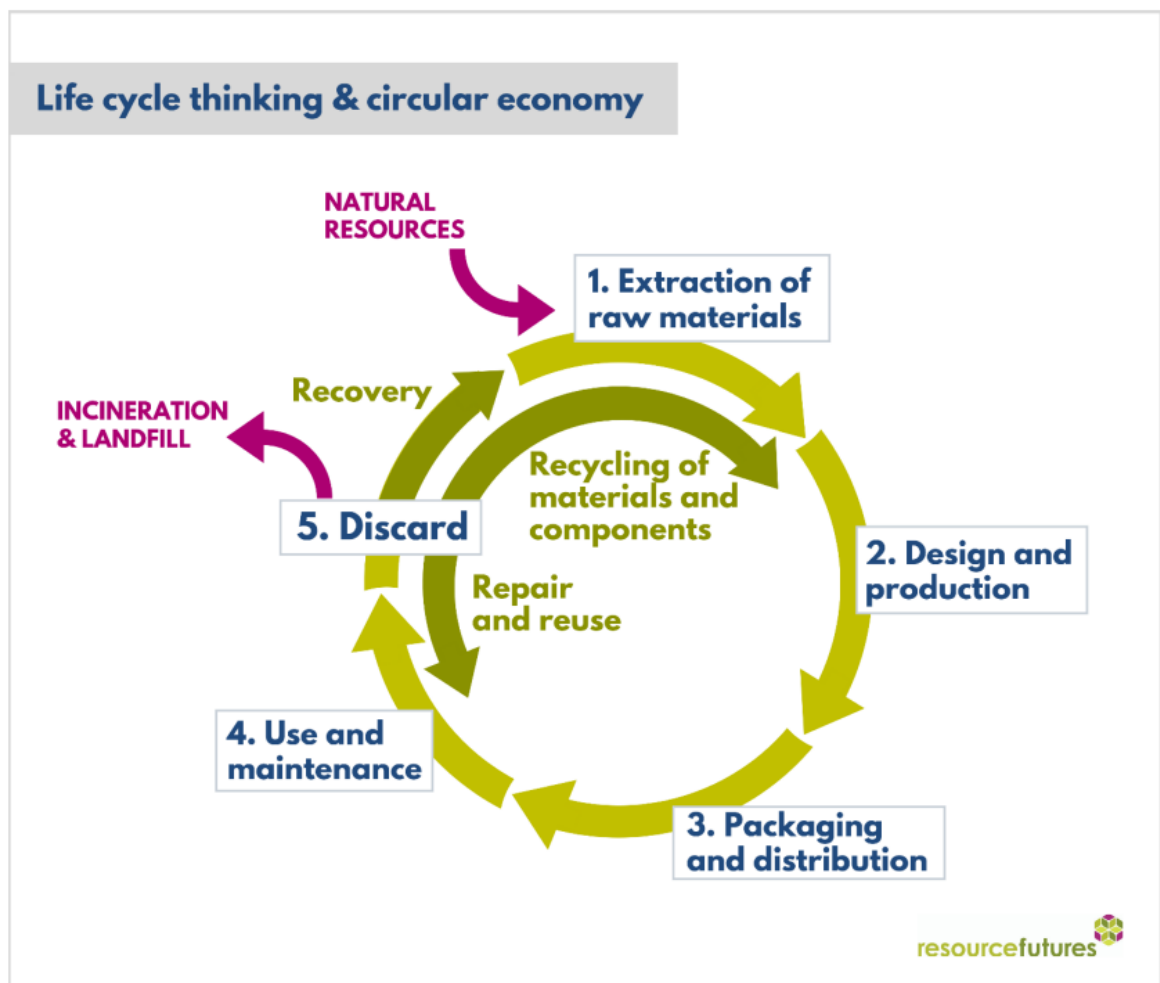 Life cycle thinking & circular economy
NATURAL
RESOURCES
1. Extraction of
raw materials
Recovery
INCINERATION
& LANDFILL
Recycling of
materials and
components
5. Discard
2. Design and
production
Repair
and reuse
4. Use and
maintenance
3. Packaging
and distribution
resourcefutures